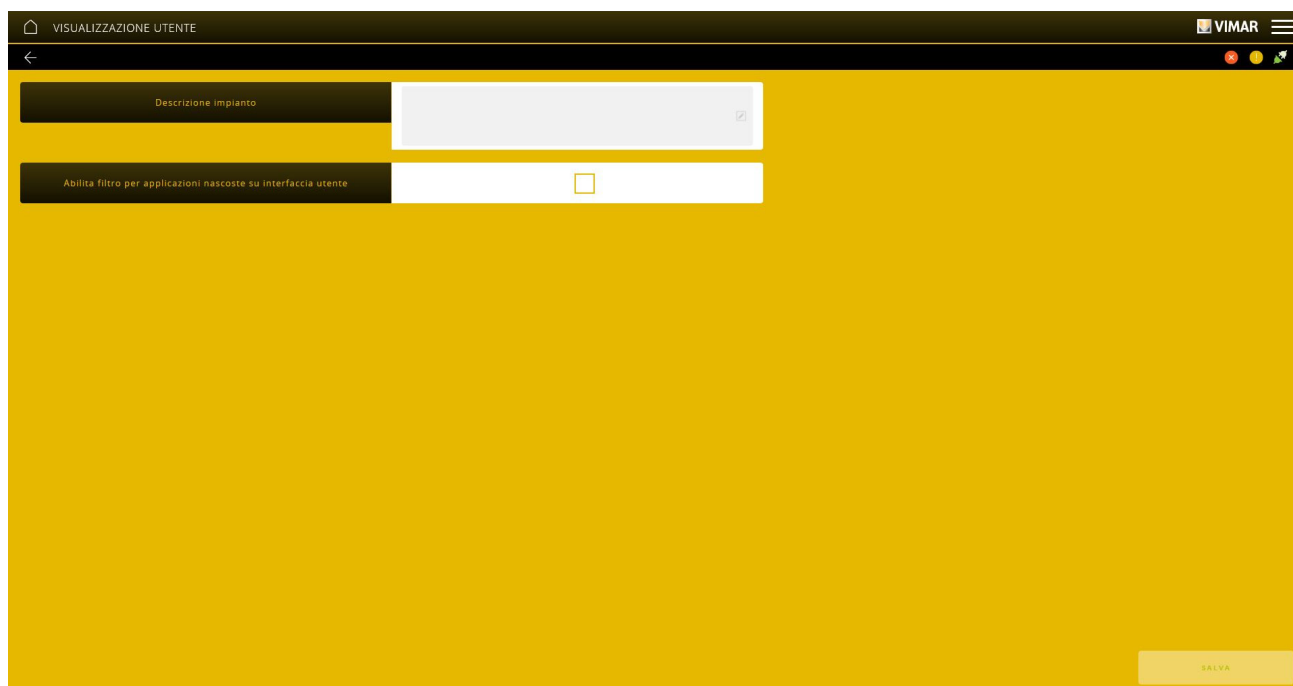 VISUALIZZAZIONE UTENTE
VIMAR
Descrizione impianto
Abilita filtro per applicazioni nascoste su interfaccia utente
SALVA